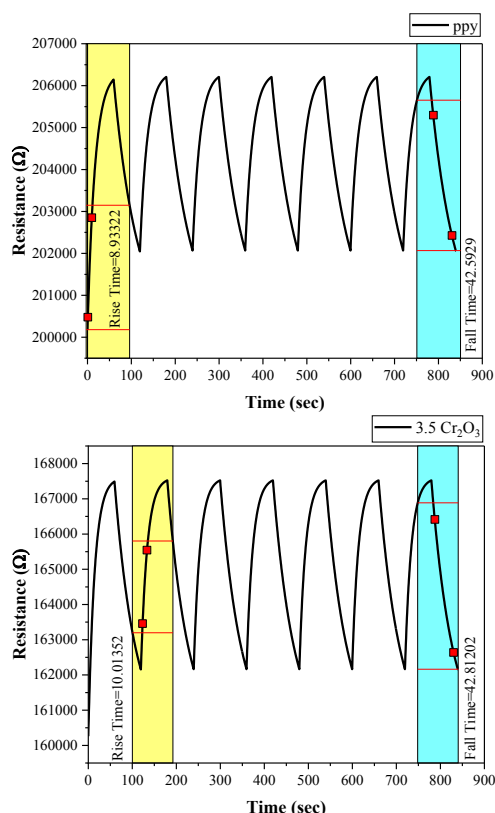 ppy
207000
206000
205000
204000
203000
202000
201000
200000
Resistance (Ω)
Rise Time=8.93322
Fall Time=42.5929
0 100 200 300 400 500 600 700 800 900
Time (sec)
3.5 Cr₂O₃
168000
167000
166000
165000
164000
163000
162000
161000
160000
Resistance (Ω)
Rise Time=10.01352
Fall Time=42.81202
0 100 200 300 400 500 600 700 800 900
Time (sec)